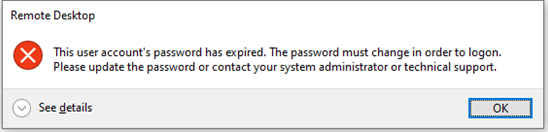 Remote Desktop
This user account's password has expired. The password must change in order to logon.
Please update the password or contact your system administrator or technical support.
See details
OK